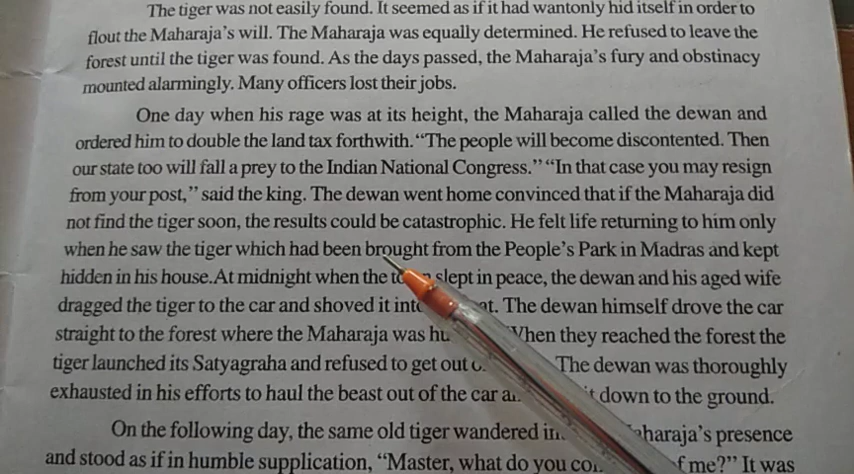 The tiger was not easily found. It seemed as if it had wantonly hid itself in order to
flout the Maharaja's will. The Maharaja was equally determined. He refused to leave the
forest until the tiger was found. As the days passed, the Maharaja's fury and obstinacy
mounted alarmingly. Many officers lost their jobs.
One day when his rage was at its height, the Maharaja called the dewan and
ordered him to double the land tax forthwith. “The people will become discontented. Then
our state too will fall a prey to the Indian National Congress.” “In that case you may resign
from your post,” said the king. The dewan went home convinced that if the Maharaja did
not find the tiger soon, the results could be catastrophic. He felt life returning to him only
when he saw the tiger which had been brought from the People's Park in Madras and kept
hidden in his house.At midnight when the slept in peace, the dewan and his aged wife
dragged the tiger to the car and shoved it The dewan himself drove the car
straight to the forest where the Maharaja was When they reached the forest the
tiger launched its Satyagraha and refused to get out The dewan was thoroughly
exhausted in his efforts to haul the beast out of the car down to the ground.
On the following day, the same old tiger wandered Maharaja's presence
and stood as if in humble supplication, “Master, what do you me?” It was